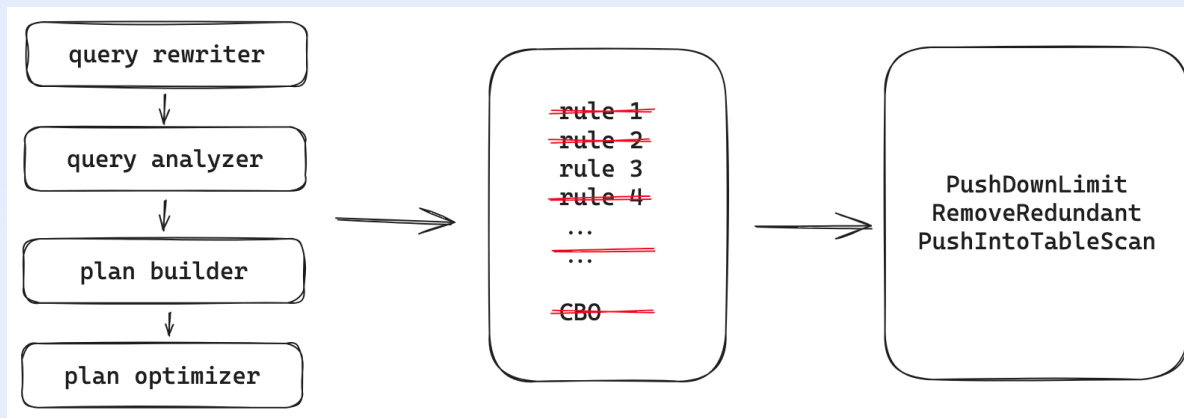 query rewriter
query analyzer
plan builder
plan optimizer
rule 1
rule 2
rule 3
rule 4
...
...
CBO
PushDownLimit
RemoveRedundant
PushIntoTableScan